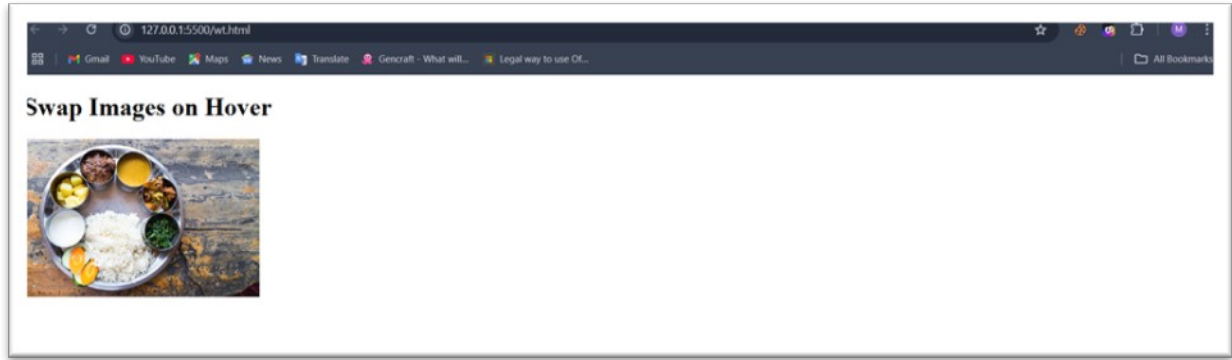 127.0.0.1:5500/wt.html
M
Gmail YouTube Maps News Translate Gencraft - What will... Legal way to use Of... All Bookmarks
Swap Images on Hover